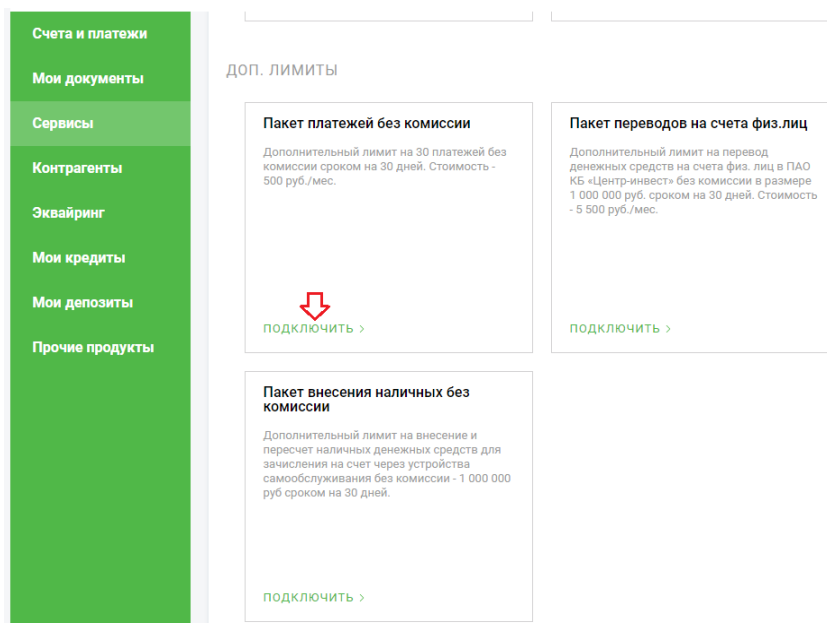 Счета и платежи
Мои документы
Сервисы
Контрагенты
Эквайринг
Мои кредиты
Мои депозиты
Прочие продукты
ДОП. ЛИМИТЫ
Пакет платежей без комиссии
Дополнительный лимит на 30 платежей без
комиссии сроком на 30 дней. Стоимость -
500 руб./мес.
ПОДКЛЮЧИТЬ >
Пакет переводов на счета физ.лиц
Дополнительный лимит на перевод
денежных средств на счета физ. лиц в ПАО
КБ «Центр-инвест» без комиссии в размере
1 000 000 руб. сроком на 30 дней. Стоимость
- 5 500 руб./мес.
ПОДКЛЮЧИТЬ >
Пакет внесения наличных без
комиссии
Дополнительный лимит на внесение и
пересчет наличных денежных средств для
зачисления на счет через устройства
самообслуживания без комиссии - 1 000 000
руб сроком на 30 дней.
ПОДКЛЮЧИТЬ >